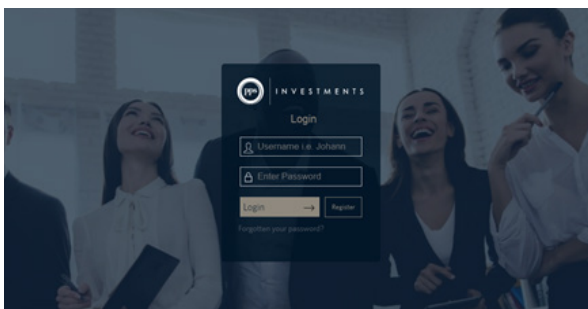 pps INVESTMENTS
Login
Username i.e. Johann
Enter Password
Login → Register
Forgotten your password?